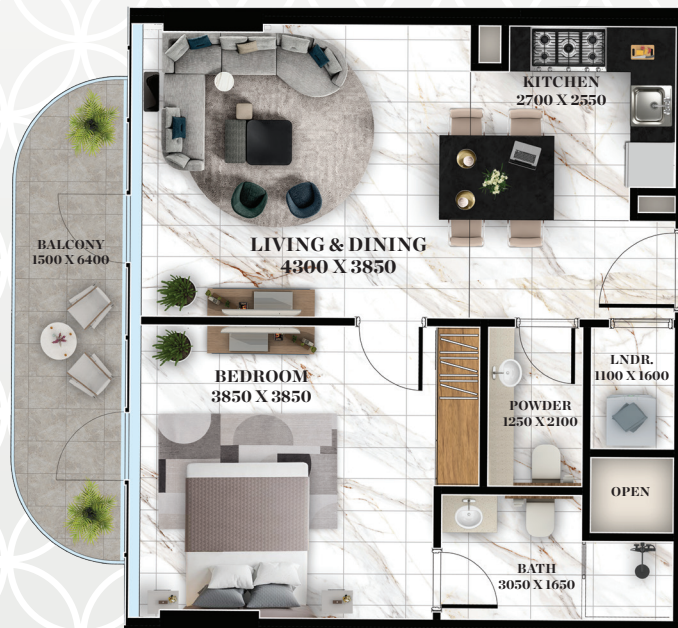 KITCHEN
2700 X 2550
BALCONY
1500 X 6400
LIVING & DINING
4300 X 3850
BEDROOM
3850 X 3850
LNDR.
1100 X 1600
POWDER
1250 X 2100
OPEN
BATH
3050 X 1650